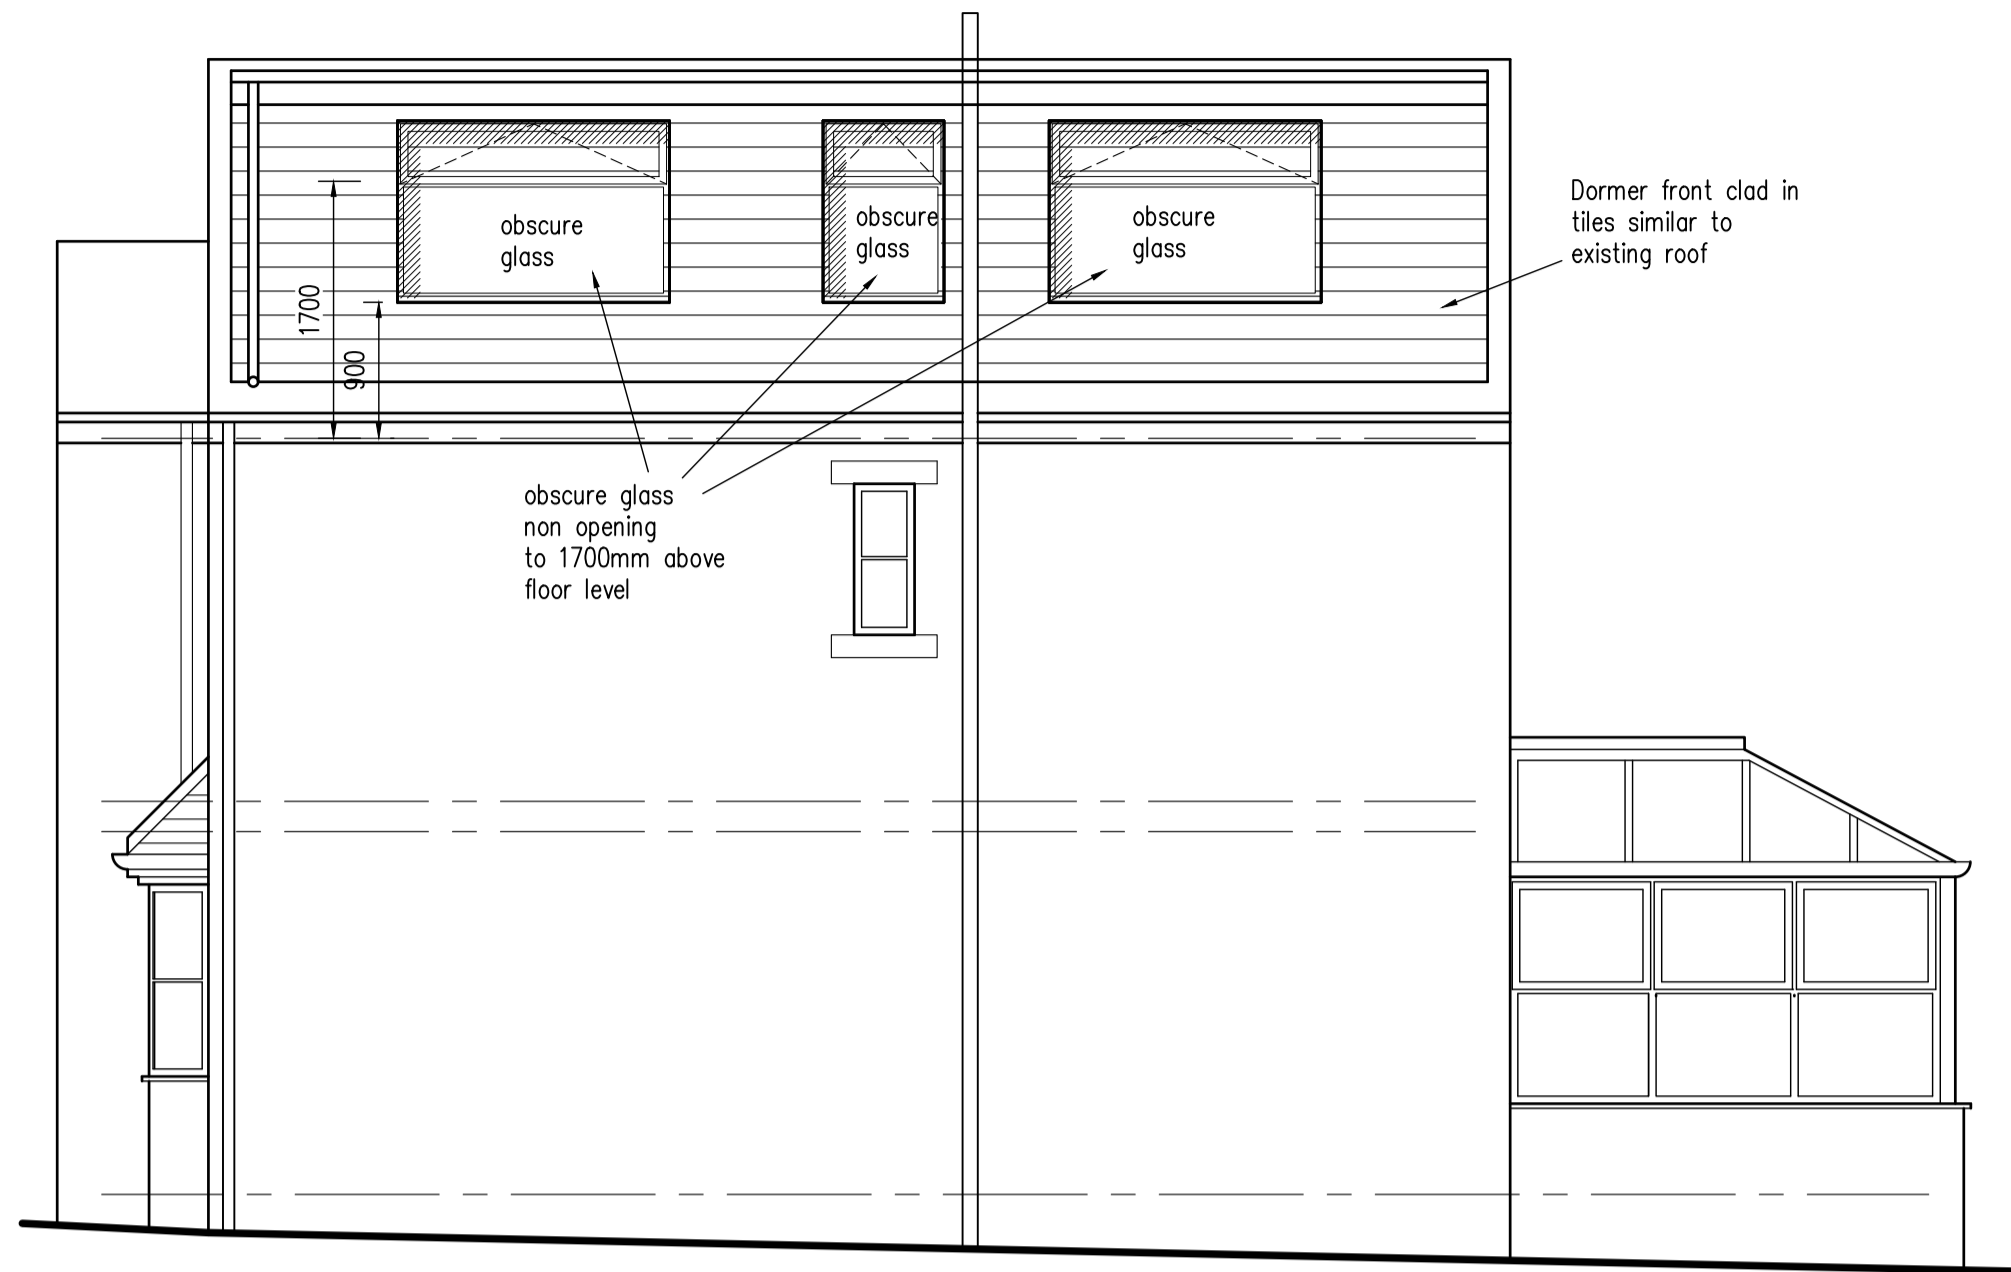 obscure
glass
obscure
glass
obscure
glass
Dormer front clad in
tiles similar to
existing roof
1700
900
obscure glass
non opening
to 1700mm above
floor level